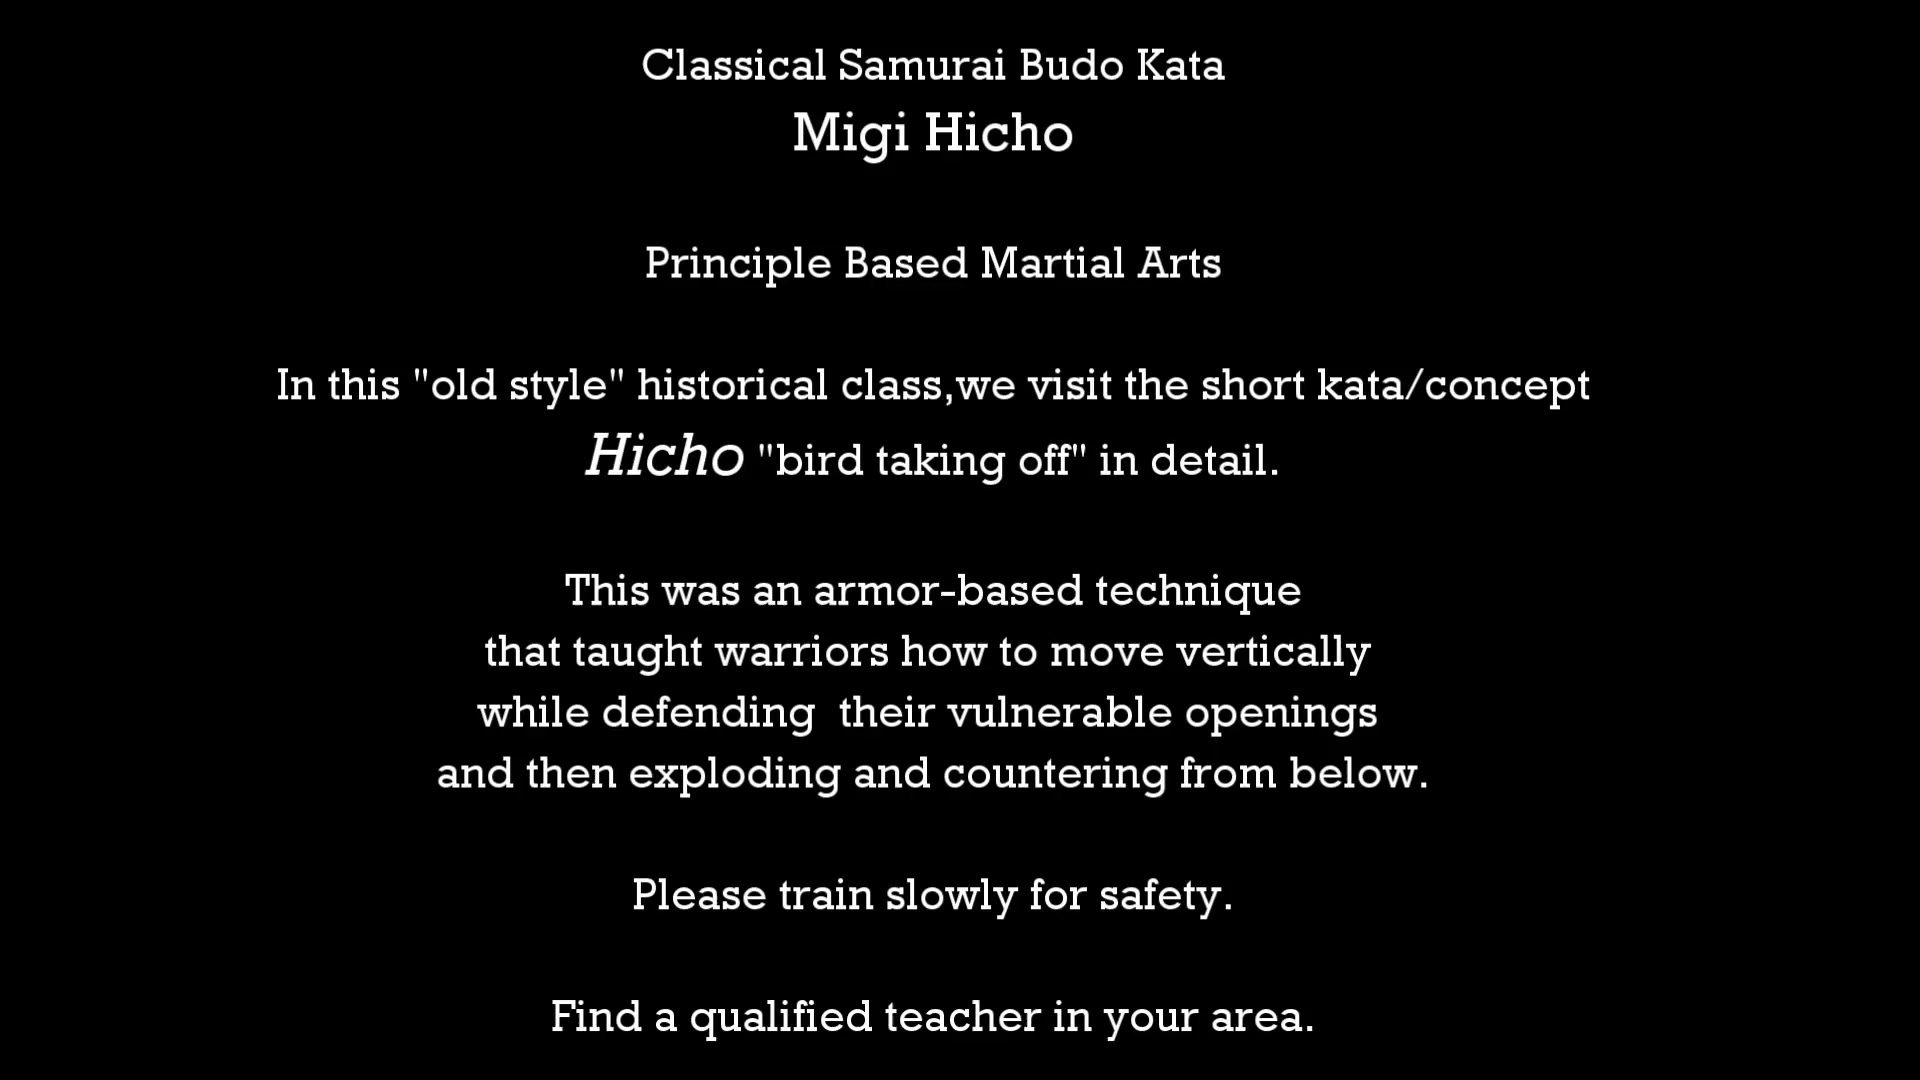 Classical Samurai Budo Kata
Migi Hicho
Principle Based Martial Arts
In this "old style" historical class,we visit the short kata/concept
Hicho "bird taking off" in detail.
This was an armor-based technique
that taught warriors how to move vertically
while defending  their vulnerable openings
and then exploding and countering from below.
Please train slowly for safety.
Find a qualified teacher in your area.